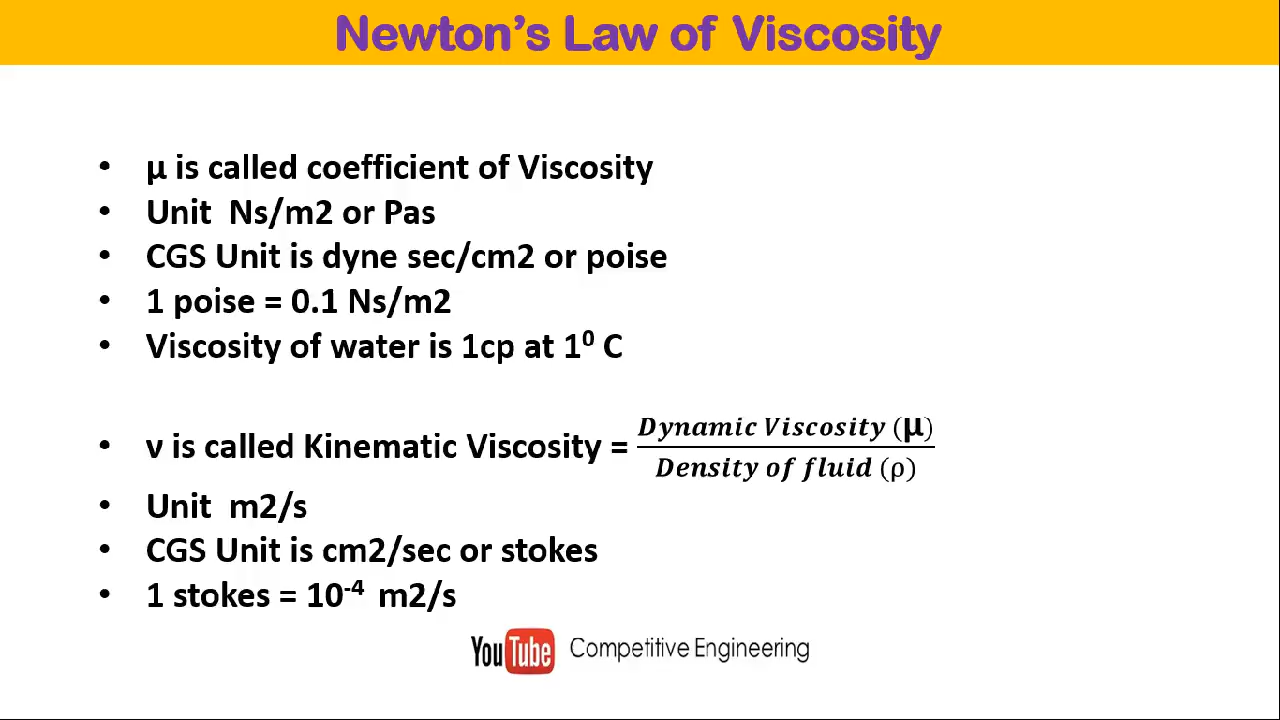 Newton's Law of Viscosity
• μ is called coefficient of Viscosity
• Unit Ns/m2 or Pas
• CGS Unit is dyne sec/cm2 or poise
• 1 poise = 0.1 Ns/m2
• Viscosity of water is 1cp at 1⁰ C
• ν is called Kinematic Viscosity = Dynamic Viscosity (μ)
Density of fluid (ρ)
• Unit m2/s
• CGS Unit is cm2/sec or stokes
• 1 stokes = 10⁻⁴ m2/s
YouTube Competitive Engineering